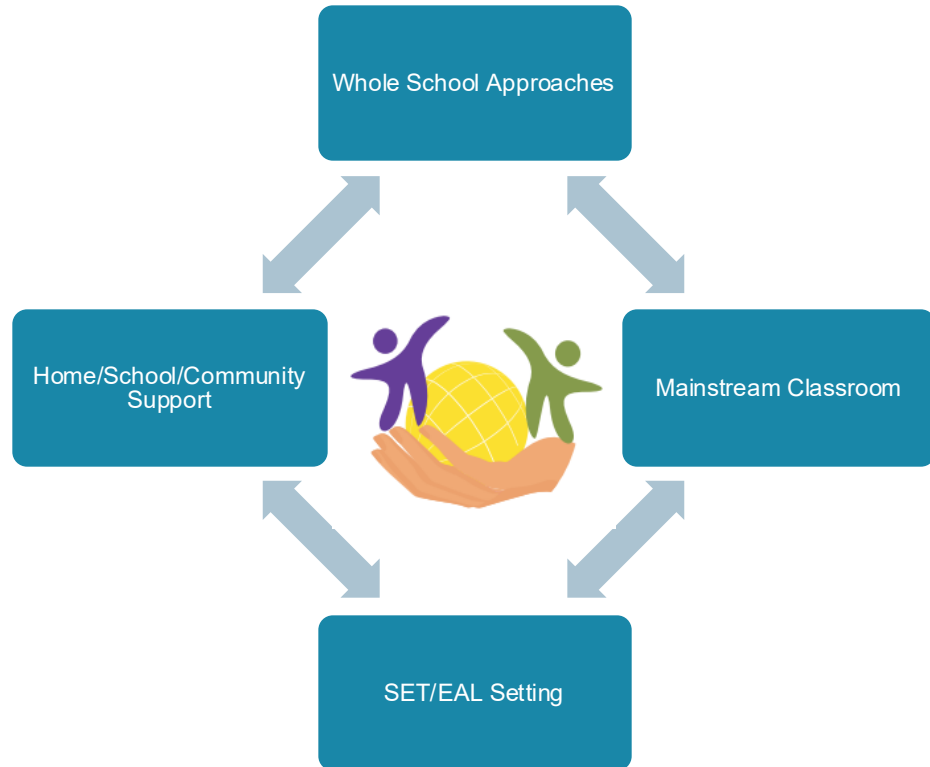 Whole School Approaches
Home/School/Community
Support
Mainstream Classroom
SET/EAL Setting